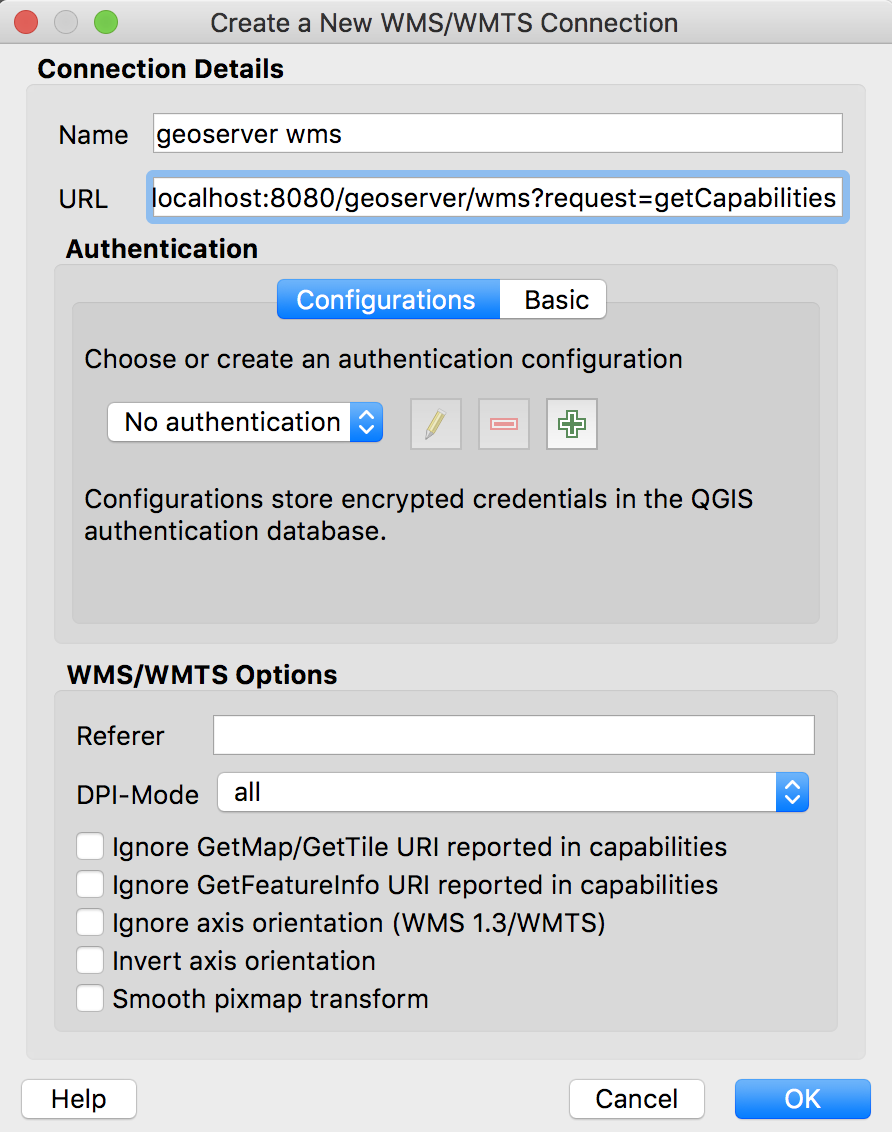 Create a New WMS/WMTS Connection
Connection Details
Name geoserver wms
URL localhost:8080/geoserver/wms?request=getCapabilities
Authentication
Configurations Basic
Choose or create an authentication configuration
No authentication
Configurations store encrypted credentials in the QGIS
authentication database.
WMS/WMTS Options
Referer
DPI-Mode all
Ignore GetMap/GetTile URI reported in capabilities
Ignore GetFeatureInfo URI reported in capabilities
Ignore axis orientation (WMS 1.3/WMTS)
Invert axis orientation
Smooth pixmap transform
Help Cancel OK